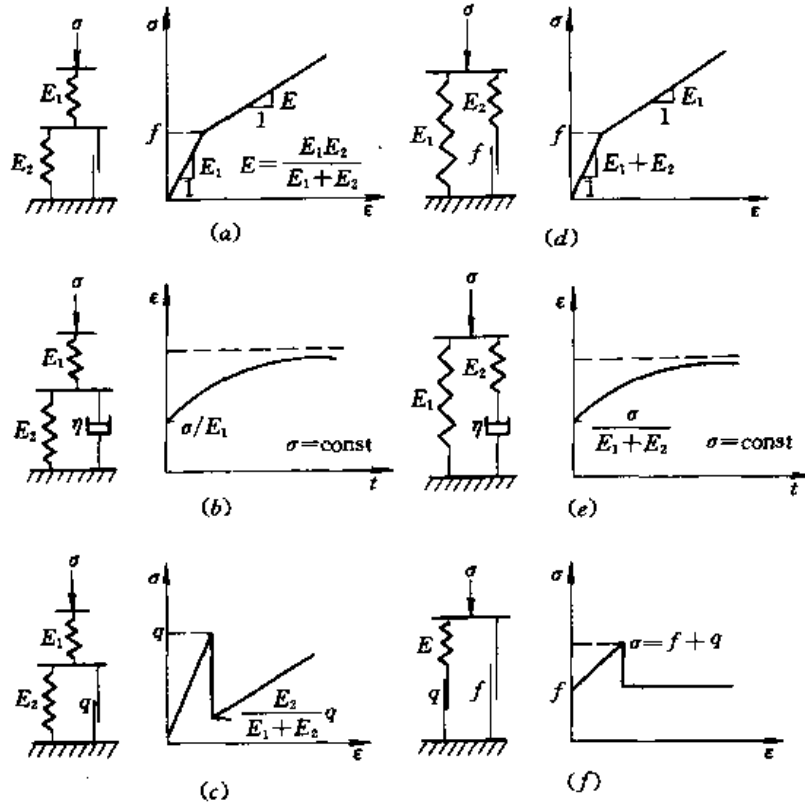 σ
E₁
E₂
σ
f
E₁
1
E
1
E = E₁E₂ / (E₁ + E₂)
ε
(a)
σ
E₁
E₂
f
σ
f
E₁ + E₂
1
E₁
1
ε
(d)
σ
E₁
E₂
η
ε
σ/E₁
σ=const
t
(b)
σ
E₁
E₂
η
ε
σ / (E₁ + E₂)
σ=const
t
(e)
σ
E₁
E₂
q
σ
q
E₂ / (E₁ + E₂) q
ε
(c)
σ
E
q
f
σ
f
σ=f+q
ε
(f)